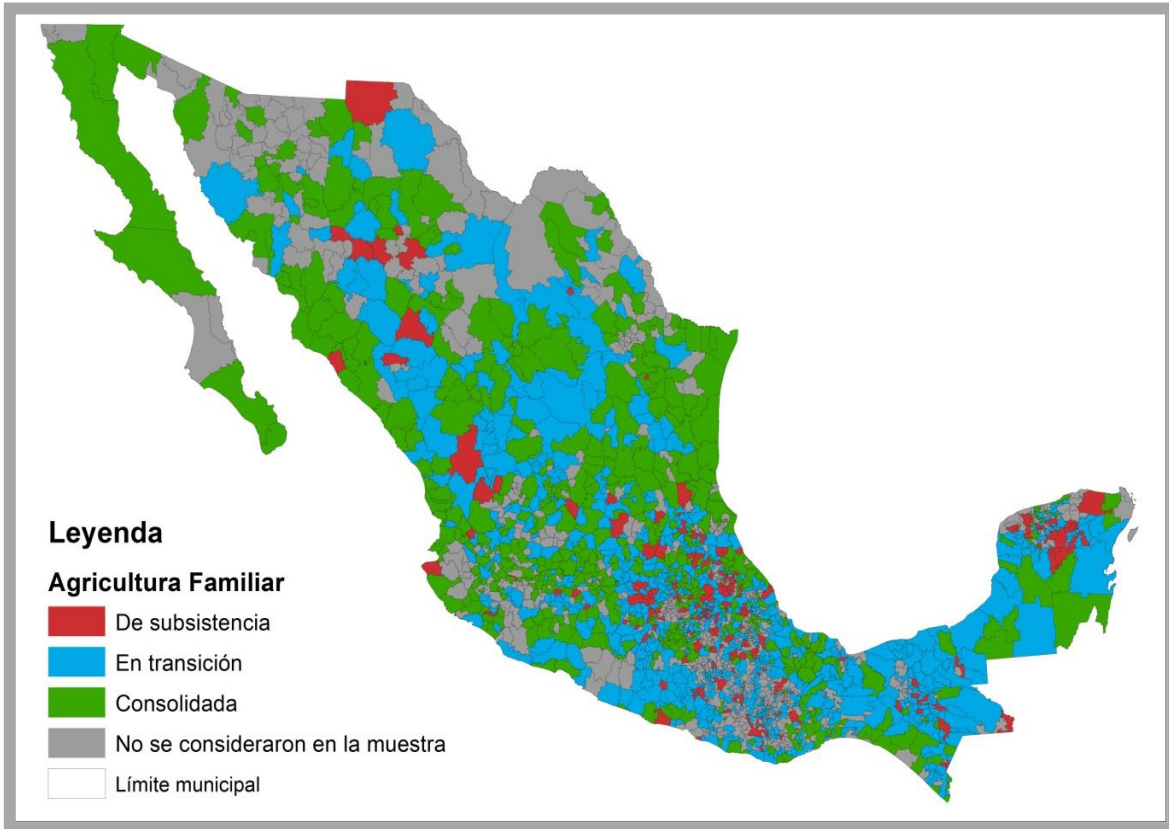 Leyenda
Agricultura Familiar
De subsistencia
En transición
Consolidada
No se consideraron en la muestra
Límite municipal